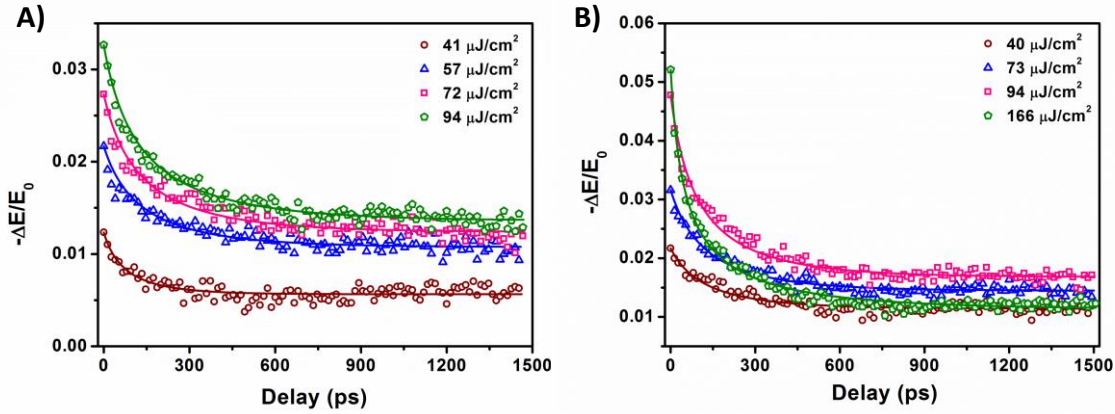 A)
-ΔE/E₀
0.03
0.02
0.01
0.00
41 μJ/cm²
57 μJ/cm²
72 μJ/cm²
94 μJ/cm²
0
300
600
900
1200
1500
Delay (ps)
B)
-ΔE/E₀
0.06
0.05
0.04
0.03
0.02
0.01
40 μJ/cm²
73 μJ/cm²
94 μJ/cm²
166 μJ/cm²
0
300
600
900
1200
1500
Delay (ps)